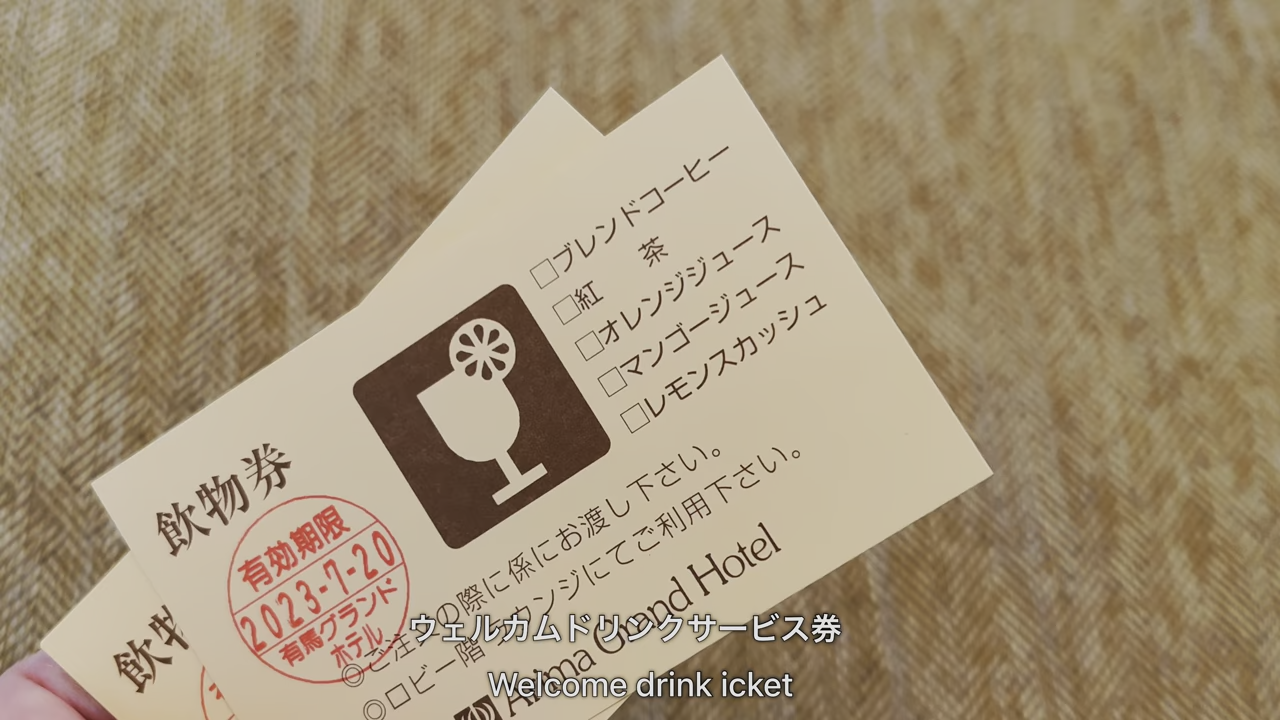 □ブレンドコーヒー
□紅 茶
□オレンジジュース
□マンゴージュース
□レモンスカッシュ
飲物券
有効期限
2023-7-20
有馬グランド
ホテル
◎ご注文の際に係にお渡し下さい。
◎ロビー階ラウンジにてご利用下さい。
Arima Grand Hotel
飲物
ウェルカムドリンクサービス券
Welcome drink icket